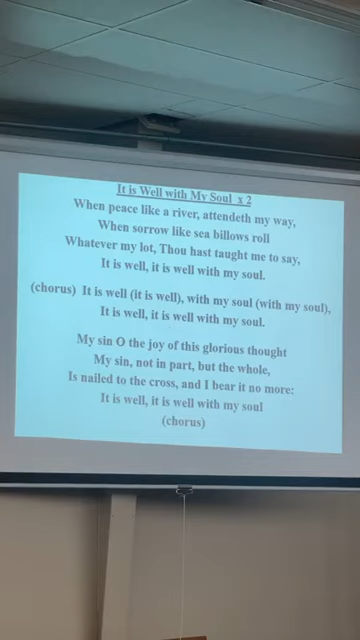 It is Well with My Soul x 2
When peace like a river, attendeth my way,
When sorrow like sea billows roll
Whatever my lot, Thou hast taught me to say,
It is well, it is well with my soul.
(chorus) It is well (it is well), with my soul (with my soul),
It is well, it is well with my soul.
My sin O the joy of this glorious thought
My sin, not in part, but the whole,
Is nailed to the cross, and I bear it no more:
It is well, it is well with my soul
(chorus)